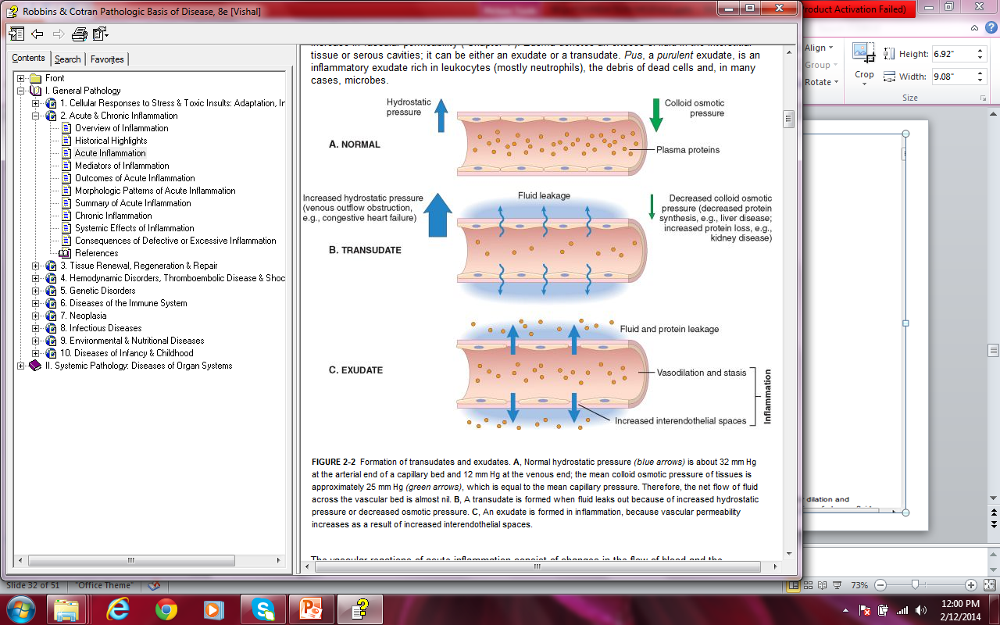 Robbins & Cotran Pathologic Basis of Disease, 8e [Vishal]
Product Activation Failed)
Contents Search Favorites
Front
I. General Pathology
1. Cellular Responses to Stress & Toxic Insults: Adaptation, Ir
2. Acute & Chronic Inflammation
Overview of Inflammation
Historical Highlights
Acute Inflammation
Mediators of Inflammation
Outcomes of Acute Inflammation
Morphologic Patterns of Acute Inflammation
Summary of Acute Inflammation
Chronic Inflammation
Systemic Effects of Inflammation
Consequences of Defective or Excessive Inflammation
References
3. Tissue Renewal, Regeneration & Repair
4. Hemodynamic Disorders, Thromboembolic Disease & Shoc
5. Genetic Disorders
6. Diseases of the Immune System
7. Neoplasia
8. Infectious Diseases
9. Environmental & Nutritional Diseases
10. Diseases of Infancy & Childhood
II. Systemic Pathology: Diseases of Organ Systems
tissue or serous cavities; it can be either an exudate or a transudate. Pus, a purulent exudate, is an
inflammatory exudate rich in leukocytes (mostly neutrophils), the debris of dead cells and, in many
cases, microbes.
Hydrostatic
pressure
Colloid osmotic
pressure
A. NORMAL
Plasma proteins
Increased hydrostatic pressure
(venous outflow obstruction,
e.g., congestive heart failure)
Fluid leakage
Decreased colloid osmotic
pressure (decreased protein
synthesis, e.g., liver disease;
increased protein loss, e.g.,
kidney disease)
B. TRANSUDATE
Fluid and protein leakage
C. EXUDATE
Vasodilation and stasis
Inflammation
Increased interendothelial spaces
FIGURE 2-2 Formation of transudates and exudates. A, Normal hydrostatic pressure (blue arrows) is about 32 mm Hg
at the arterial end of a capillary bed and 12 mm Hg at the venous end; the mean colloid osmotic pressure of tissues is
approximately 25 mm Hg (green arrows), which is equal to the mean capillary pressure. Therefore, the net flow of fluid
across the vascular bed is almost nil. B, A transudate is formed when fluid leaks out because of increased hydrostatic
pressure or decreased osmotic pressure. C, An exudate is formed in inflammation, because vascular permeability
increases as a result of increased interendothelial spaces.
The vascular reactions of acute inflammation consist of changes in the flow of blood and the
Align
Group
Rotate
Crop
Height: 6.92"
Width: 9.08"
Size
dilation and
Slide 32 of 51 "Office Theme"
73%
12:00 PM
2/12/2014